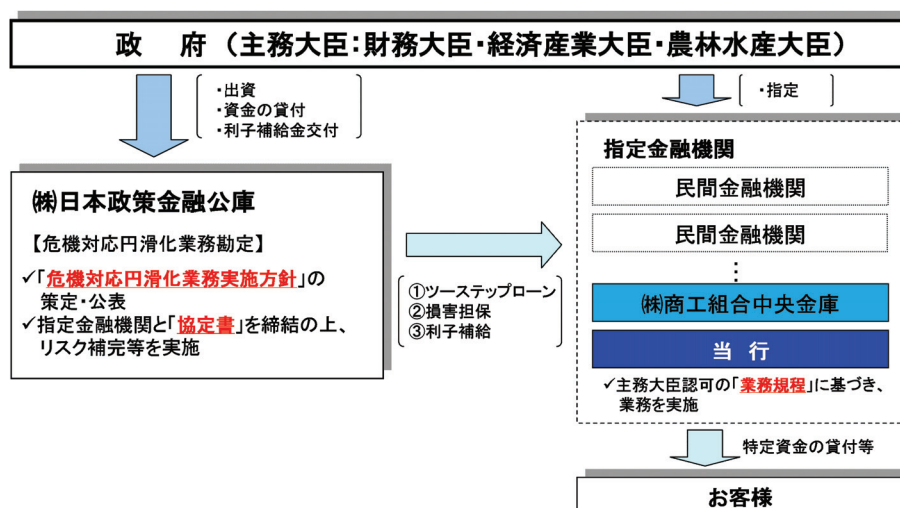 政　府（主務大臣：財務大臣・経済産業大臣・農林水産大臣）
・出資
・資金の貸付
・利子補給金交付
・指定
㈱日本政策金融公庫
【危機対応円滑化業務勘定】
✓「危機対応円滑化業務実施方針」の
策定・公表
✓指定金融機関と「協定書」を締結の上、
リスク補完等を実施
①ツーステップローン
②損害担保
③利子補給
指定金融機関
民間金融機関
民間金融機関
⋮
㈱商工組合中央金庫
当　行
✓主務大臣認可の「業務規程」に基づき、
業務を実施
特定資金の貸付等
お客様